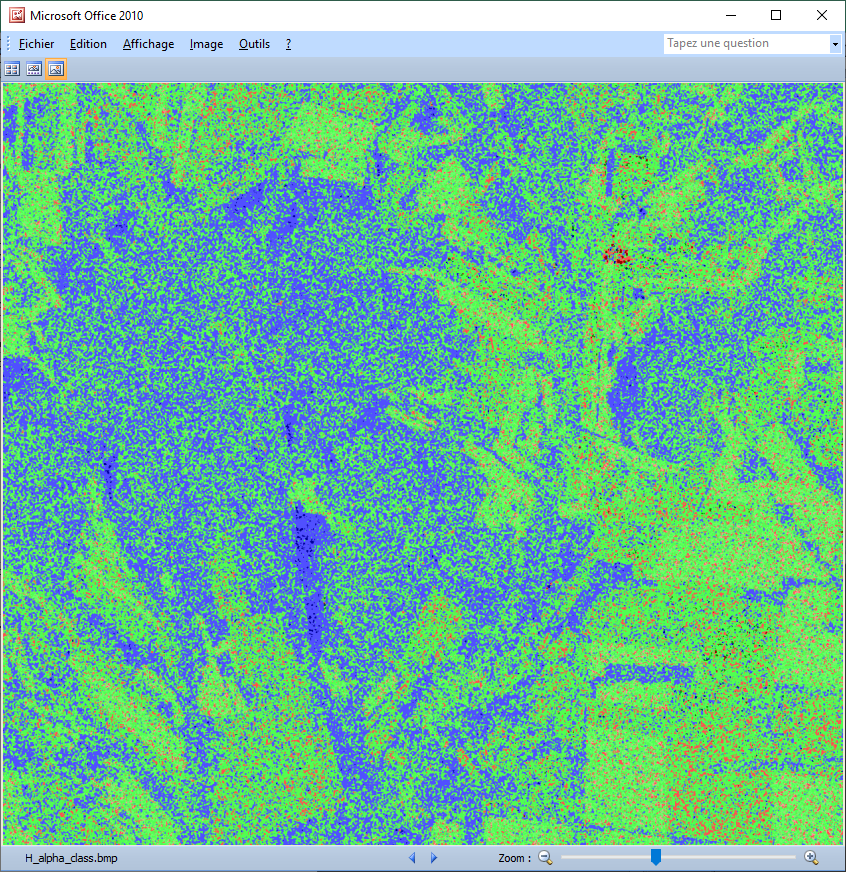 Microsoft Office 2010
Fichier Edition Affichage Image Outils ? Tapez une question
H_alpha_class.bmp Zoom :